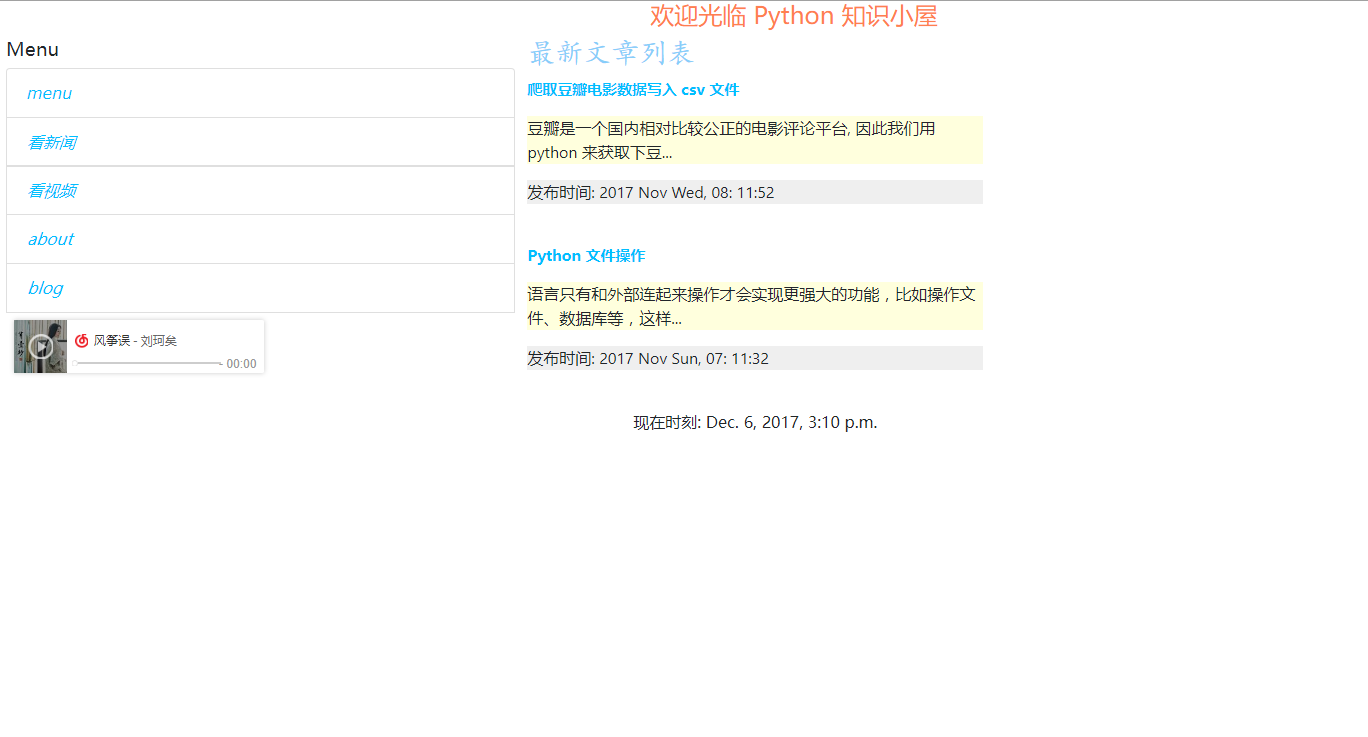 欢迎光临 Python 知识小屋
Menu
menu
看新闻
看视频
about
blog
风筝误 - 刘珂矣
00:00
最新文章列表
爬取豆瓣电影数据写入 csv 文件
豆瓣是一个国内相对比较公正的电影评论平台, 因此我们用
python 来获取下豆...
发布时间: 2017 Nov Wed, 08: 11:52
Python 文件操作
语言只有和外部连起来操作才会实现更强大的功能，比如操作文
件、数据库等，这样...
发布时间: 2017 Nov Sun, 07: 11:32
现在时刻: Dec. 6, 2017, 3:10 p.m.